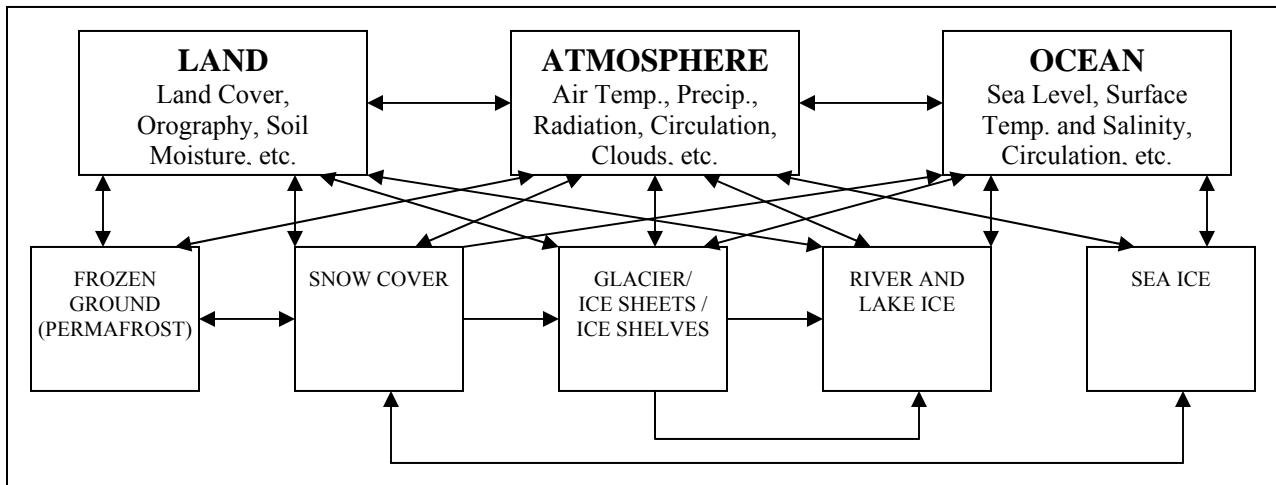 LAND
Land Cover,
Orography, Soil
Moisture, etc.
ATMOSPHERE
Air Temp., Precip.,
Radiation, Circulation,
Clouds, etc.
OCEAN
Sea Level, Surface
Temp. and Salinity,
Circulation, etc.
FROZEN
GROUND
(PERMAFROST)
SNOW COVER
GLACIER/
ICE SHEETS /
ICE SHELVES
RIVER AND
LAKE ICE
SEA ICE